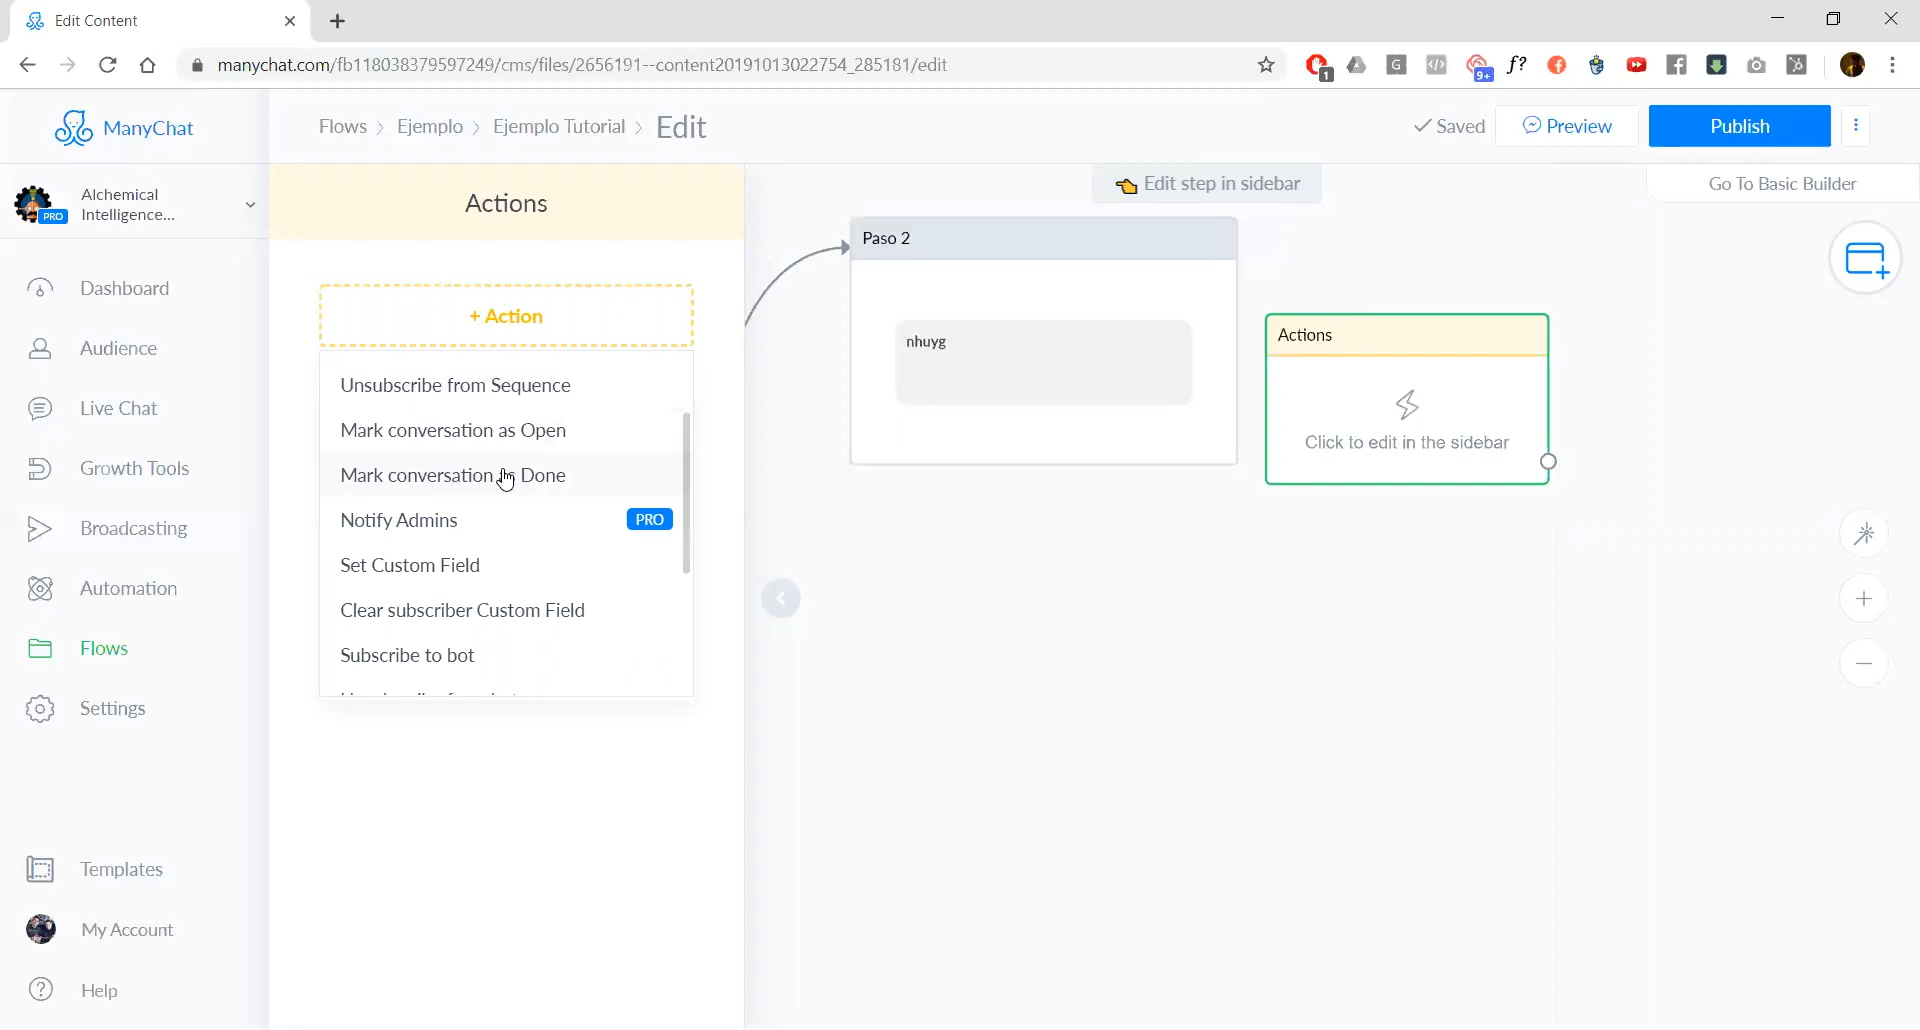 Edit Content
manychat.com/fb118038379597249/cms/files/2656191--content20191013022754_285181/edit
1
G
9+
f?
ManyChat
Flows > Ejemplo > Ejemplo Tutorial > Edit
Saved
Preview
Publish
Alchemical
Intelligence...
PRO
Actions
Edit step in sidebar
Go To Basic Builder
Dashboard
Audience
Live Chat
Growth Tools
Broadcasting
Automation
Flows
Settings
Templates
My Account
Help
+ Action
Unsubscribe from Sequence
Mark conversation as Open
Mark conversation as Done
Notify Admins
PRO
Set Custom Field
Clear subscriber Custom Field
Subscribe to bot
Paso 2
nhuyg
Actions
Click to edit in the sidebar